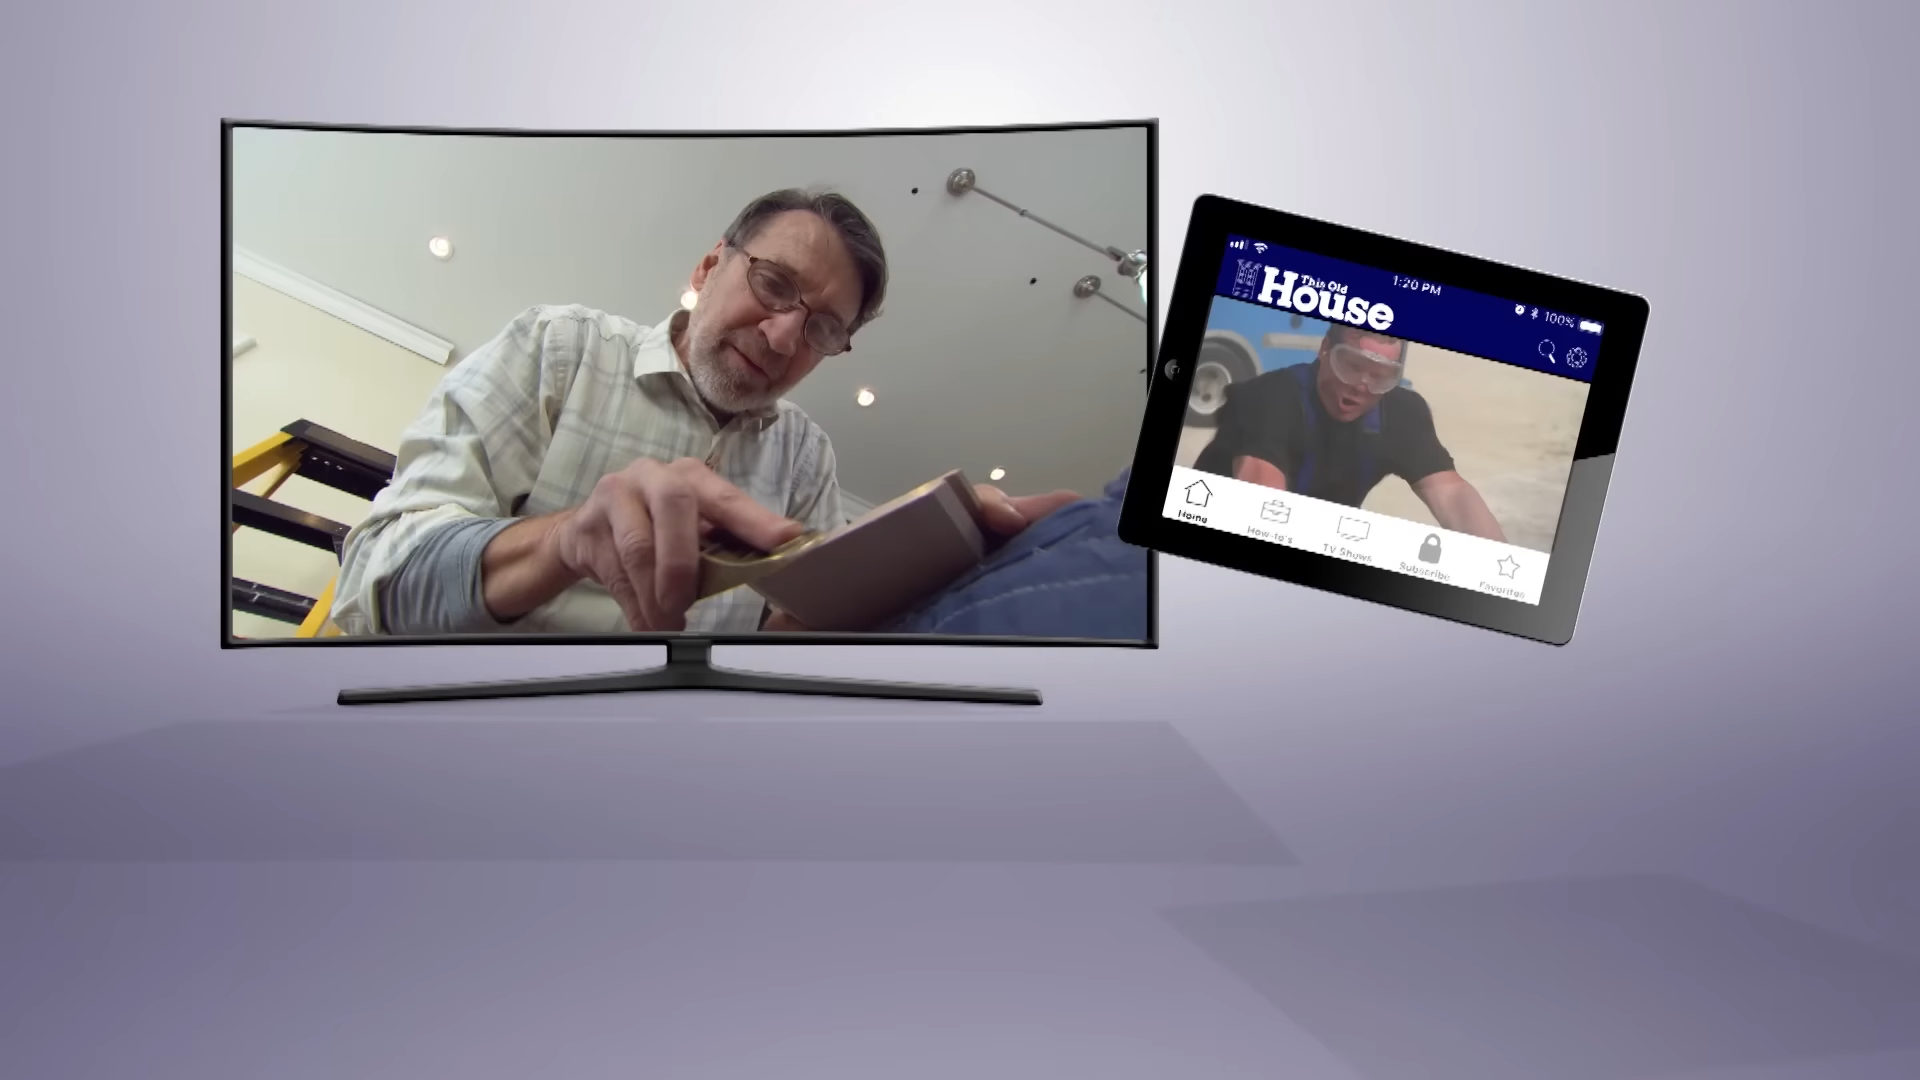 1:20 PM
100%
This Old
House
Home
How-to's
TV Shows
Subscribe
Favorites